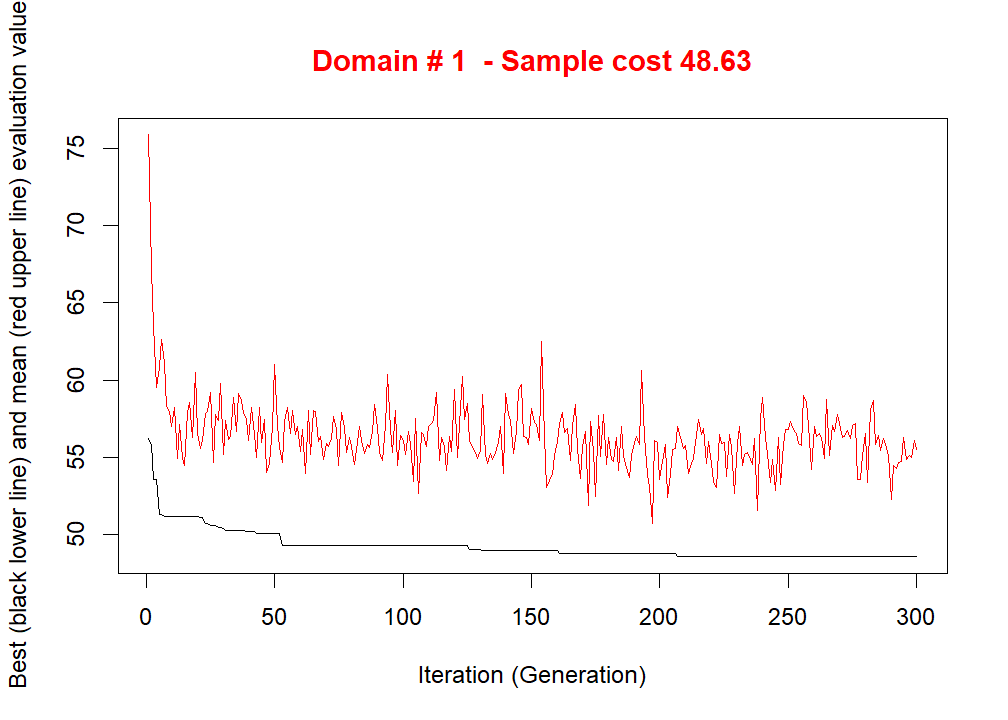 Domain # 1  - Sample cost 48.63
Best (black lower line) and mean (red upper line) evaluation value
75
70
65
60
55
50
0 50 100 150 200 250 300
Iteration (Generation)